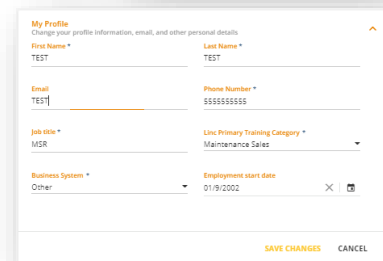 My Profile
Change your profile information, email, and other personal details
First Name * Last Name *
TEST TEST
Email Phone Number *
TEST 5555555555
Job title * Linc Primary Training Category *
MSR Maintenance Sales
Business System * Employment start date
Other 01/9/2002
SAVE CHANGES CANCEL